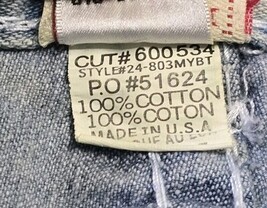 CUT# 600534
STYLE#24-803MYBT
P.O #51624
100% COTTON
100% COTON
MADE IN U.S.A